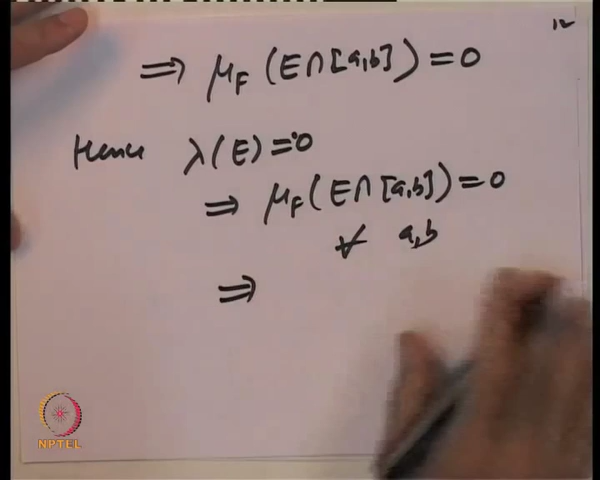 12
⇒ μ_F (E∩[a,b]) = 0
Hence λ(E) = 0
⇒ μ_F (E∩[a,b]) = 0
∀ a,b
⇒
NPTEL